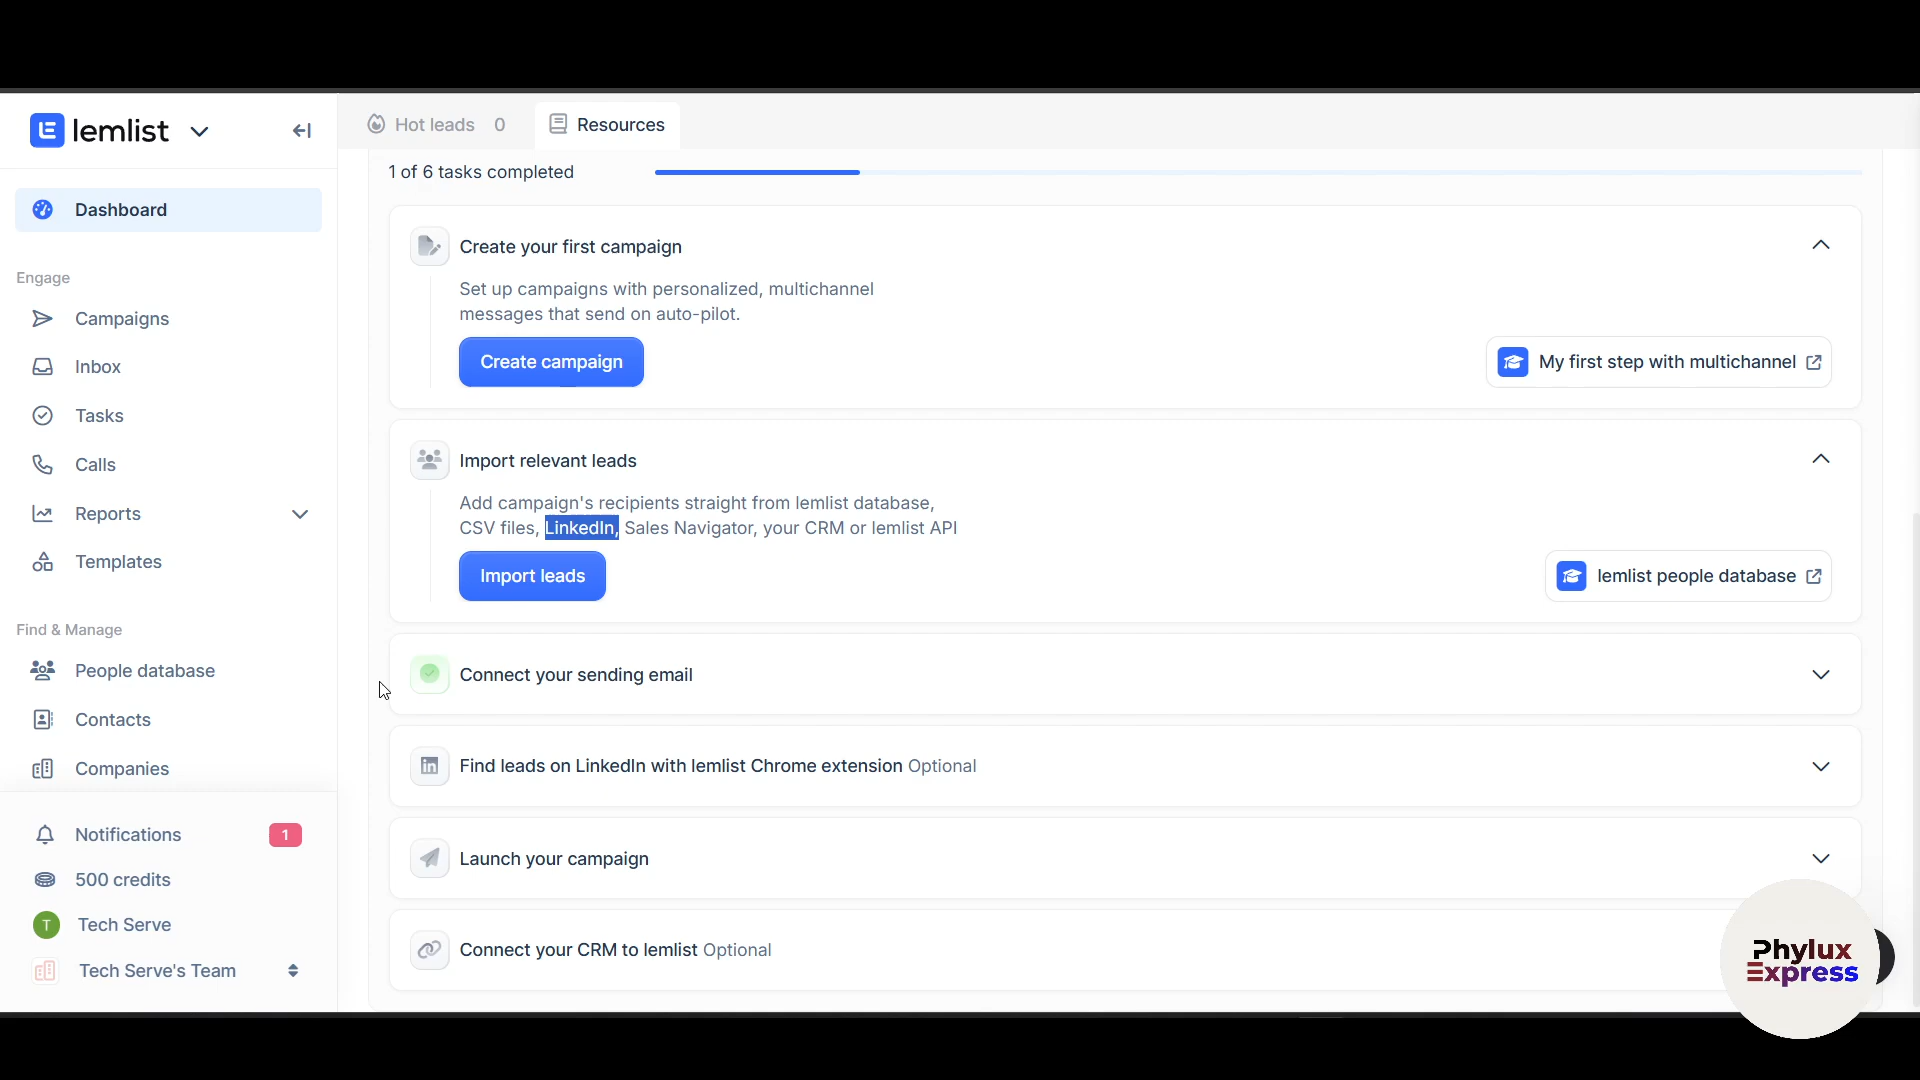 lemlist
Dashboard
Engage
Campaigns
Inbox
Tasks
Calls
Reports
Templates
Find & Manage
People database
Contacts
Companies
Notifications 1
500 credits
T Tech Serve
Tech Serve's Team
Hot leads 0
Resources
1 of 6 tasks completed
Create your first campaign
Set up campaigns with personalized, multichannel
messages that send on auto-pilot.
Create campaign
My first step with multichannel
Import relevant leads
Add campaign's recipients straight from lemlist database,
CSV files, LinkedIn, Sales Navigator, your CRM or lemlist API
Import leads
lemlist people database
Connect your sending email
in Find leads on LinkedIn with lemlist Chrome extension Optional
Launch your campaign
Connect your CRM to lemlist Optional
Phylux
Express